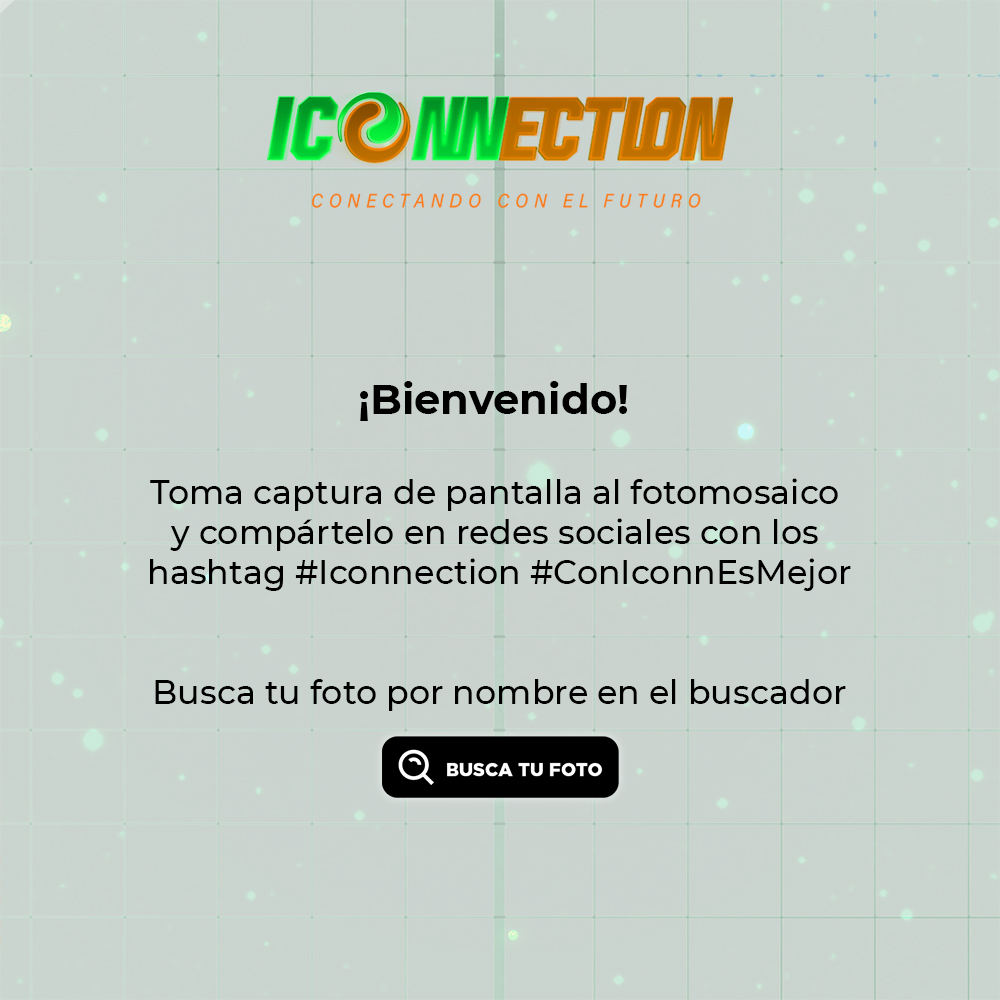 ICONNECTION
CONECTANDO CON EL FUTURO
¡Bienvenido!
Toma captura de pantalla al fotomosaico
y compártelo en redes sociales con los
hashtag #Iconnection #ConIconnEsMejor
Busca tu foto por nombre en el buscador
BUSCA TU FOTO